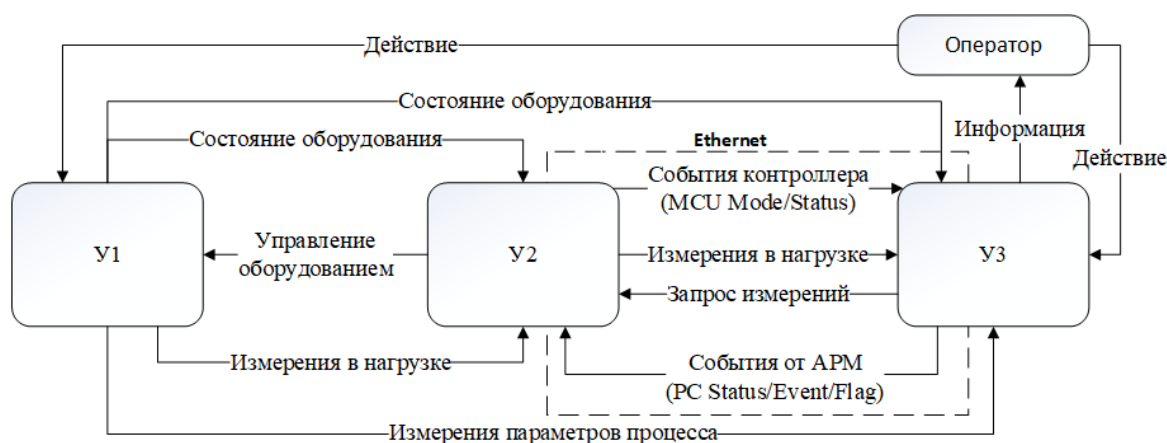 Действие
Оператор
Состояние оборудования
Состояние оборудования
Ethernet
Информация
Действие
События контроллера
(MCU Mode/Status)
У1
Управление
оборудованием
У2
Измерения в нагрузке
У3
Запрос измерений
Измерения в нагрузке
События от АРМ
(PC Status/Event/Flag)
Измерения параметров процесса